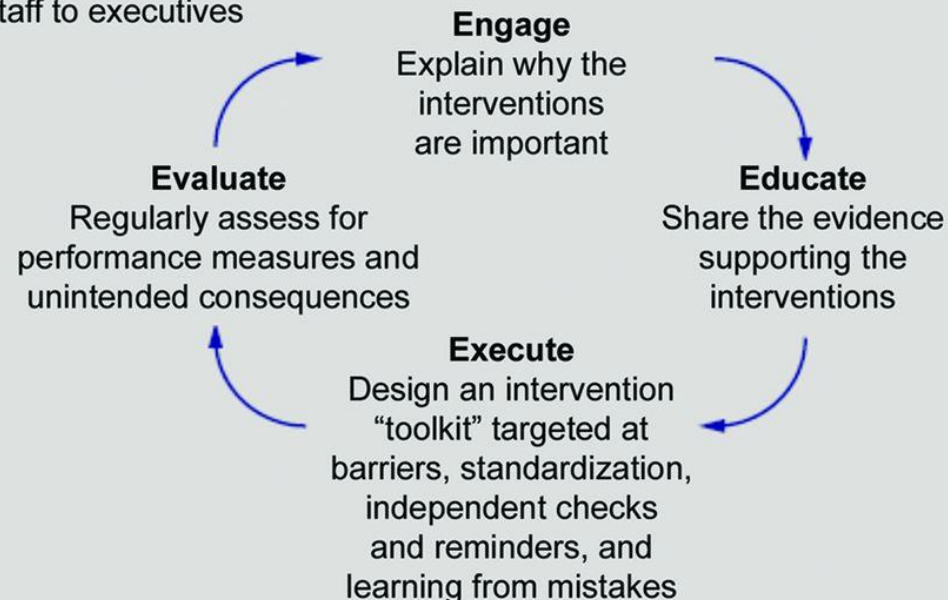 to executives
Engage
Explain why the
interventions
are important
Evaluate
Regularly assess for
performance measures and
unintended consequences
Educate
Share the evidence
supporting the
interventions
Execute
Design an intervention
“toolkit” targeted at
barriers, standardization,
independent checks
and reminders, and
learning from mistakes